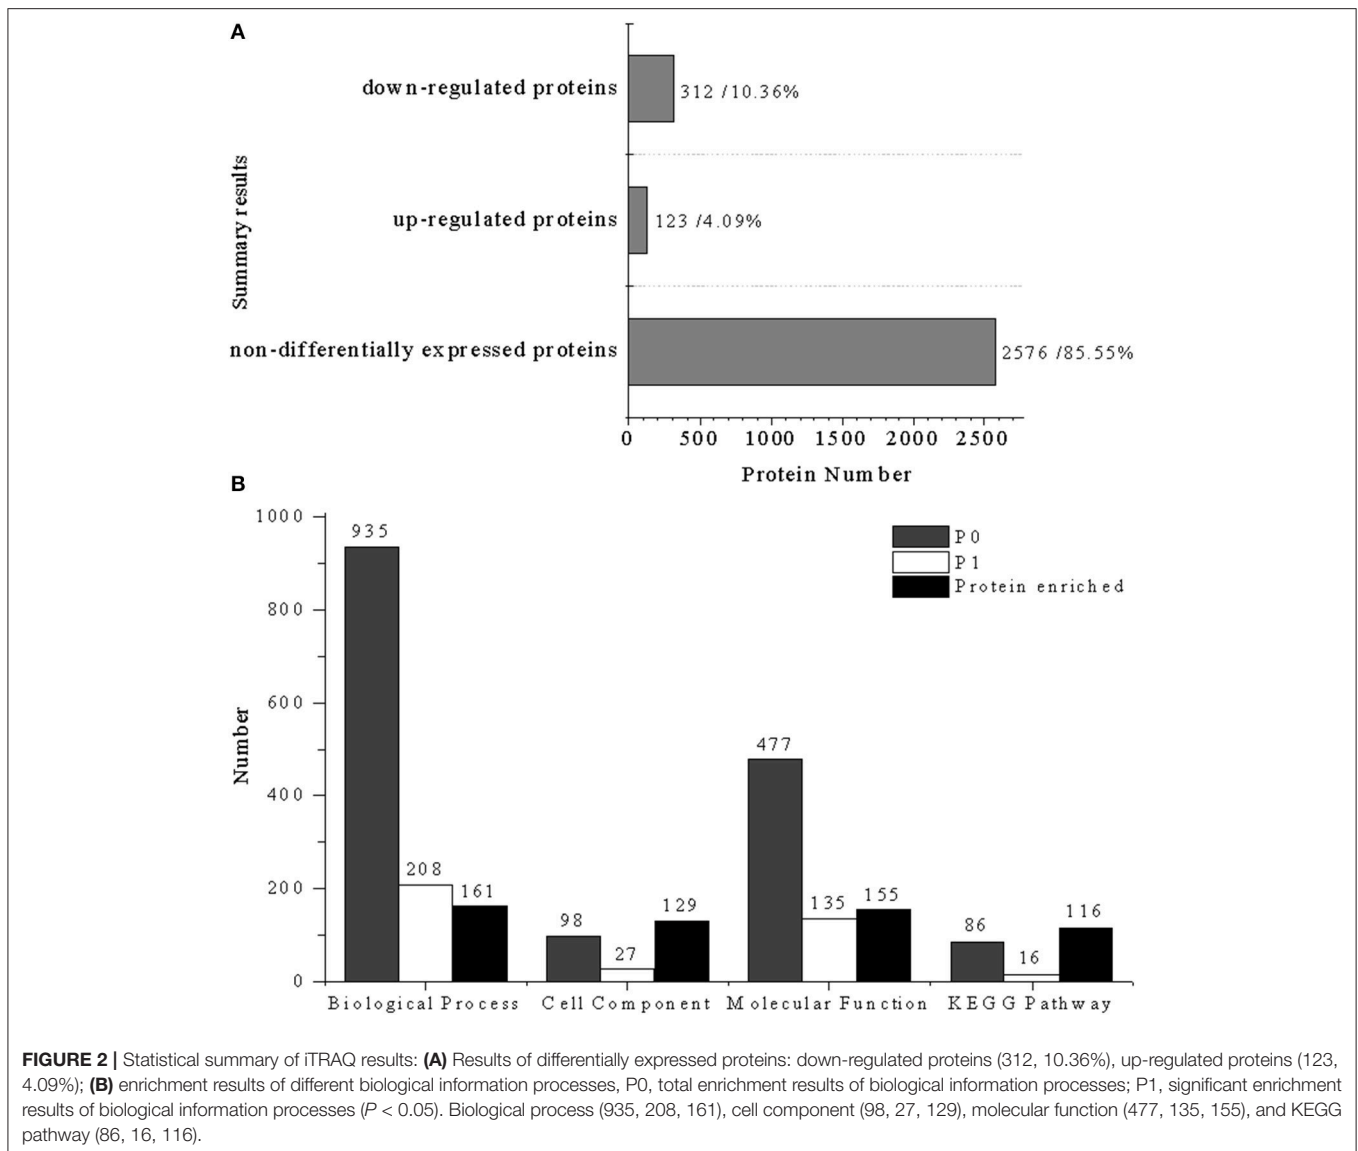 A
down-regulated proteins
312 /10.36%
Summary results
up-regulated proteins
123 /4.09%
non-differentially expressed proteins
2576 /85.55%
0 500 1000 1500 2000 2500
Protein Number
B
1000
935
P0
P1
Protein enriched
800
600
Number
477
400
208
200
161
98
27
129
135
155
86
16
116
0
Biological Process Cell Component Molecular Function KEGG Pathway
FIGURE 2 | Statistical summary of iTRAQ results: (A) Results of differentially expressed proteins: down-regulated proteins (312, 10.36%), up-regulated proteins (123,
4.09%); (B) enrichment results of different biological information processes, P0, total enrichment results of biological information processes; P1, significant enrichment
results of biological information processes (P < 0.05). Biological process (935, 208, 161), cell component (98, 27, 129), molecular function (477, 135, 155), and KEGG
pathway (86, 16, 116).